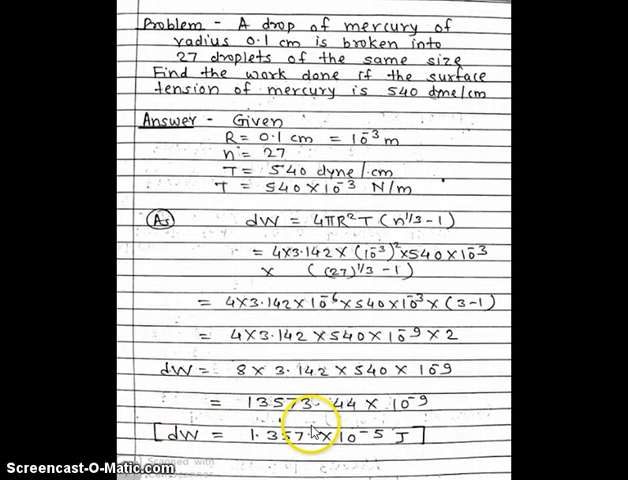 Problem - A drop of mercury of
radius 0.1 cm is broken into
27 droplets of the same size
Find the work done if the surface
tension of mercury is 540 dyne/cm
Answer - Given
R = 0.1 cm = 10⁻³ m
n = 27
T = 540 dyne/.cm
T = 540×10⁻³ N/m
As dW = 4πR²T (n^1/3 - 1)
= 4×3.142× (10⁻³)² ×540×10⁻³
× ((27)^1/3 - 1)
= 4×3.142×10⁻⁶×540×10⁻³×(3-1)
= 4×3.142×540×10⁻⁹×2
dW = 8× 3.142 ×540 ×10⁻⁹
= 13573.44 × 10⁻⁹
[dW = 1.357 ×10⁻⁵ J]
Scanned with
Screencast-O-Matic.com